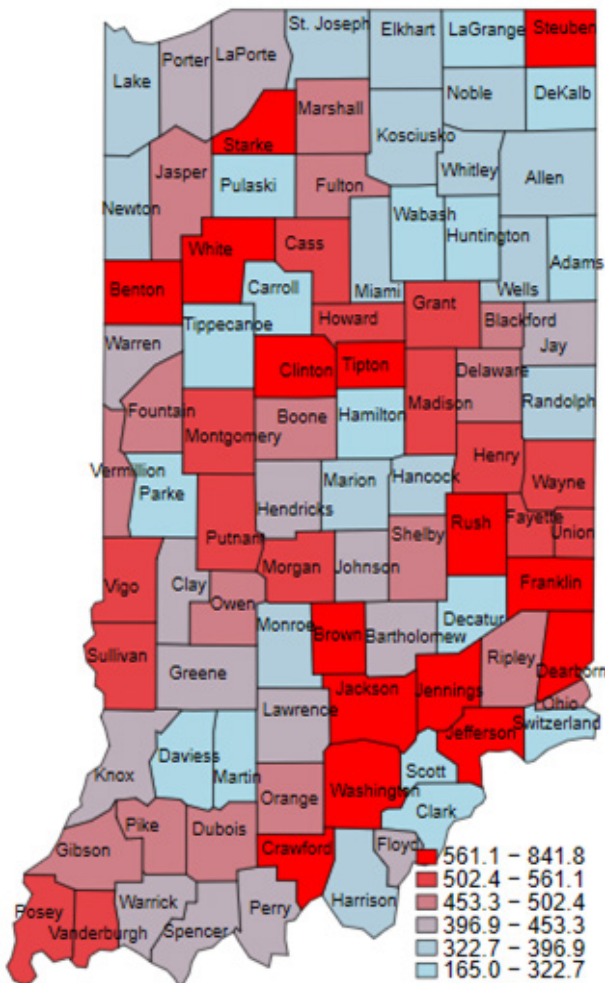 St. Joseph
Elkhart
LaGrange
Steuben
Porter
LaPorte
Lake
Noble
DeKalb
Marshall
Starke
Kosciusko
Jasper
Whitley
Allen
Pulaski
Fulton
Newton
Wabash
Huntington
White
Cass
Adams
Benton
Carroll
Miami
Wells
Grant
Tippecanoe
Howard
Blackford
Warren
Jay
Clinton
Tipton
Delaware
Madison
Randolph
Fountain
Boone
Hamilton
Montgomery
Henry
Vermillion
Parke
Marion
Hancock
Wayne
Hendricks
Rush
Fayette
Union
Putnam
Shelby
Morgan
Johnson
Franklin
Vigo
Clay
Owen
Decatur
Monroe
Brown
Bartholomew
Ripley
Sullivan
Dearborn
Greene
Jackson
Jennings
Ohio
Lawrence
Switzerland
Jefferson
Daviess
Knox
Martin
Scott
Washington
Clark
Orange
Pike
Dubois
Gibson
Crawford
Floyd
Harrison
Posey
Warrick
Perry
Vanderburgh
Spencer
561.1 – 841.8
502.4 – 561.1
453.3 – 502.4
396.9 – 453.3
322.7 – 396.9
165.0 – 322.7